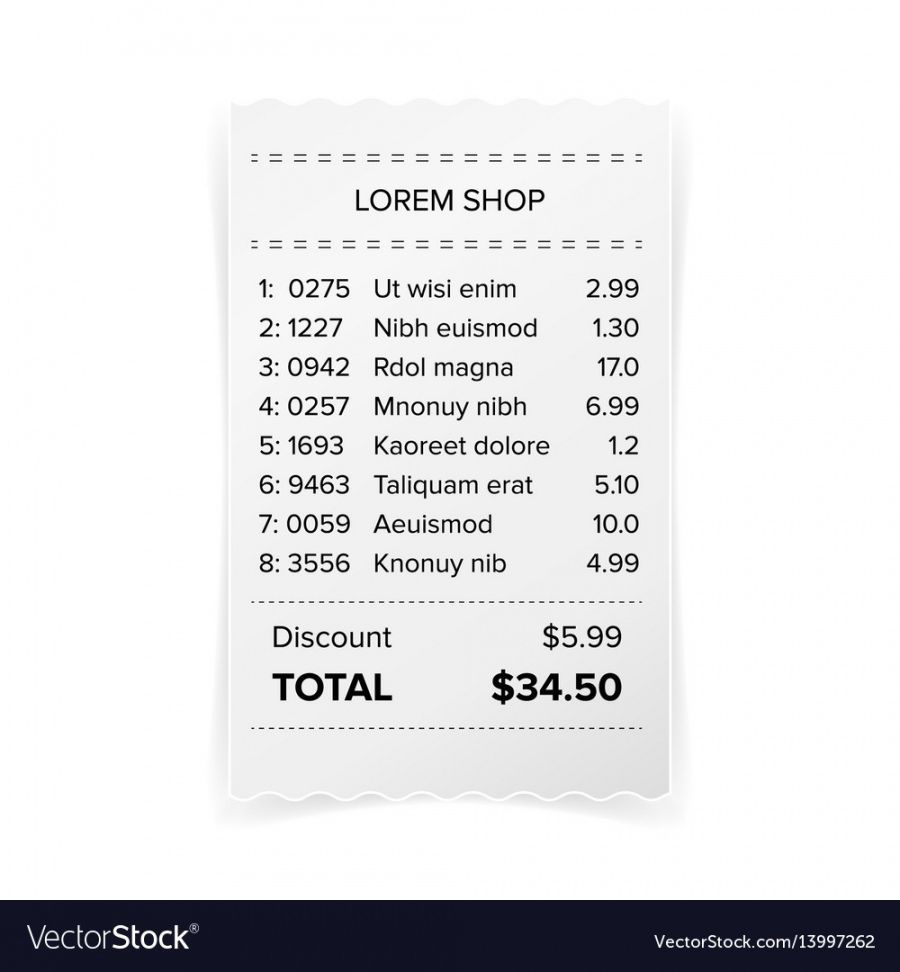 LOREM SHOP
1: 0275 Ut wisi enim 2.99
2: 1227 Nibh euismod 1.30
3: 0942 Rdol magna 17.0
4: 0257 Mnonuy nibh 6.99
5: 1693 Kaoreet dolore 1.2
6: 9463 Taliquam erat 5.10
7: 0059 Aeuismod 10.0
8: 3556 Knonuy nib 4.99
Discount $5.99
TOTAL $34.50
VectorStock® VectorStock.com/13997262